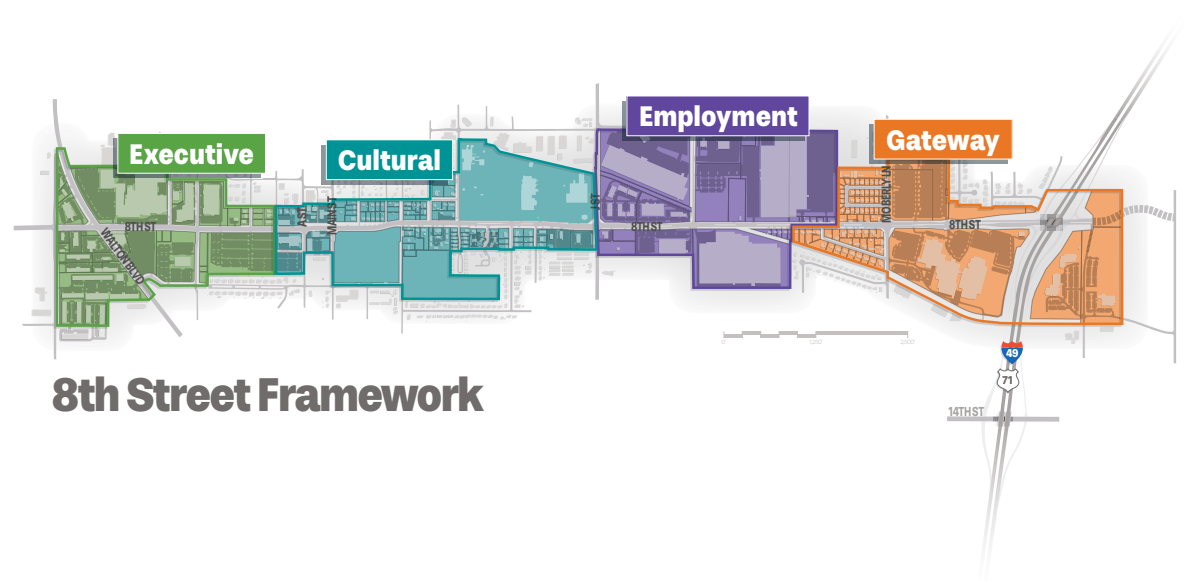 Executive
Cultural
Employment
Gateway
8TH ST
WALTON BLVD
A ST
MAIN ST
J ST
8TH ST
MOBERLY LN
8TH ST
49
71
14TH ST
8th Street Framework